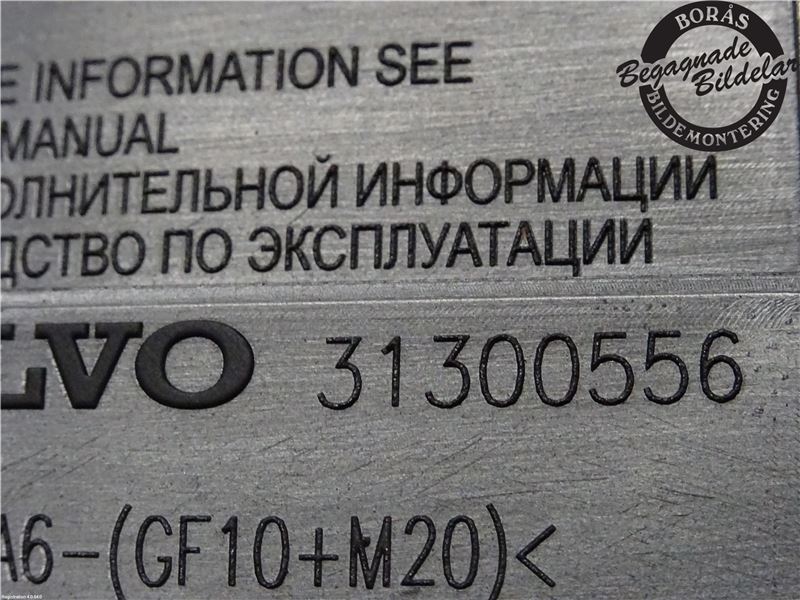 E INFORMATION SEE
MANUAL
ОЛНИТЕЛЬНОЙ ИНФОРМАЦИИ
ДСТВО ПО ЭКСПЛУАТАЦИИ
LVO 31300556
A6-(GF10+M20)<
BORÅS
Begagnade
Bildelar
BILDEMONTERING